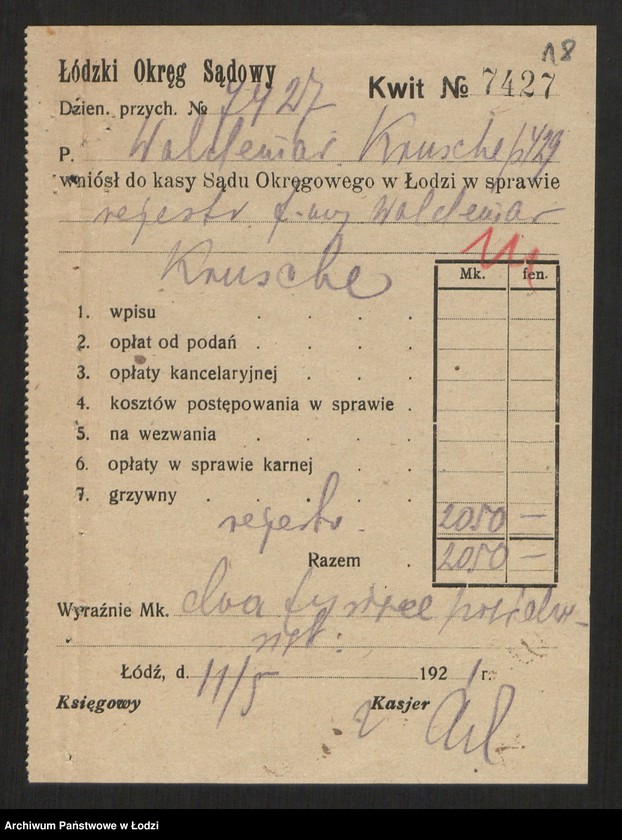 18
Łódzki Okręg Sądowy
Kwit № 7427
Dzien. przych. № 7427
P. Waldemar Krusche
wniósł do kasy Sądu Okręgowego w Łodzi w sprawie
rejestr. f-my Waldemar
Krusche
Mk. fen.
1. wpisu
2. opłat od podań
3. opłaty kancelaryjnej
4. kosztów postępowania w sprawie
5. na wezwania
6. opłaty w sprawie karnej
7. grzywny
rejestr. 2050 —
Razem 2050 —
Wyraźnie Mk. dwa tysiące
mk.
Łódź, d. 11/5 1921 r.
Księgowy Kasjer
Archiwum Państwowe w Łodzi